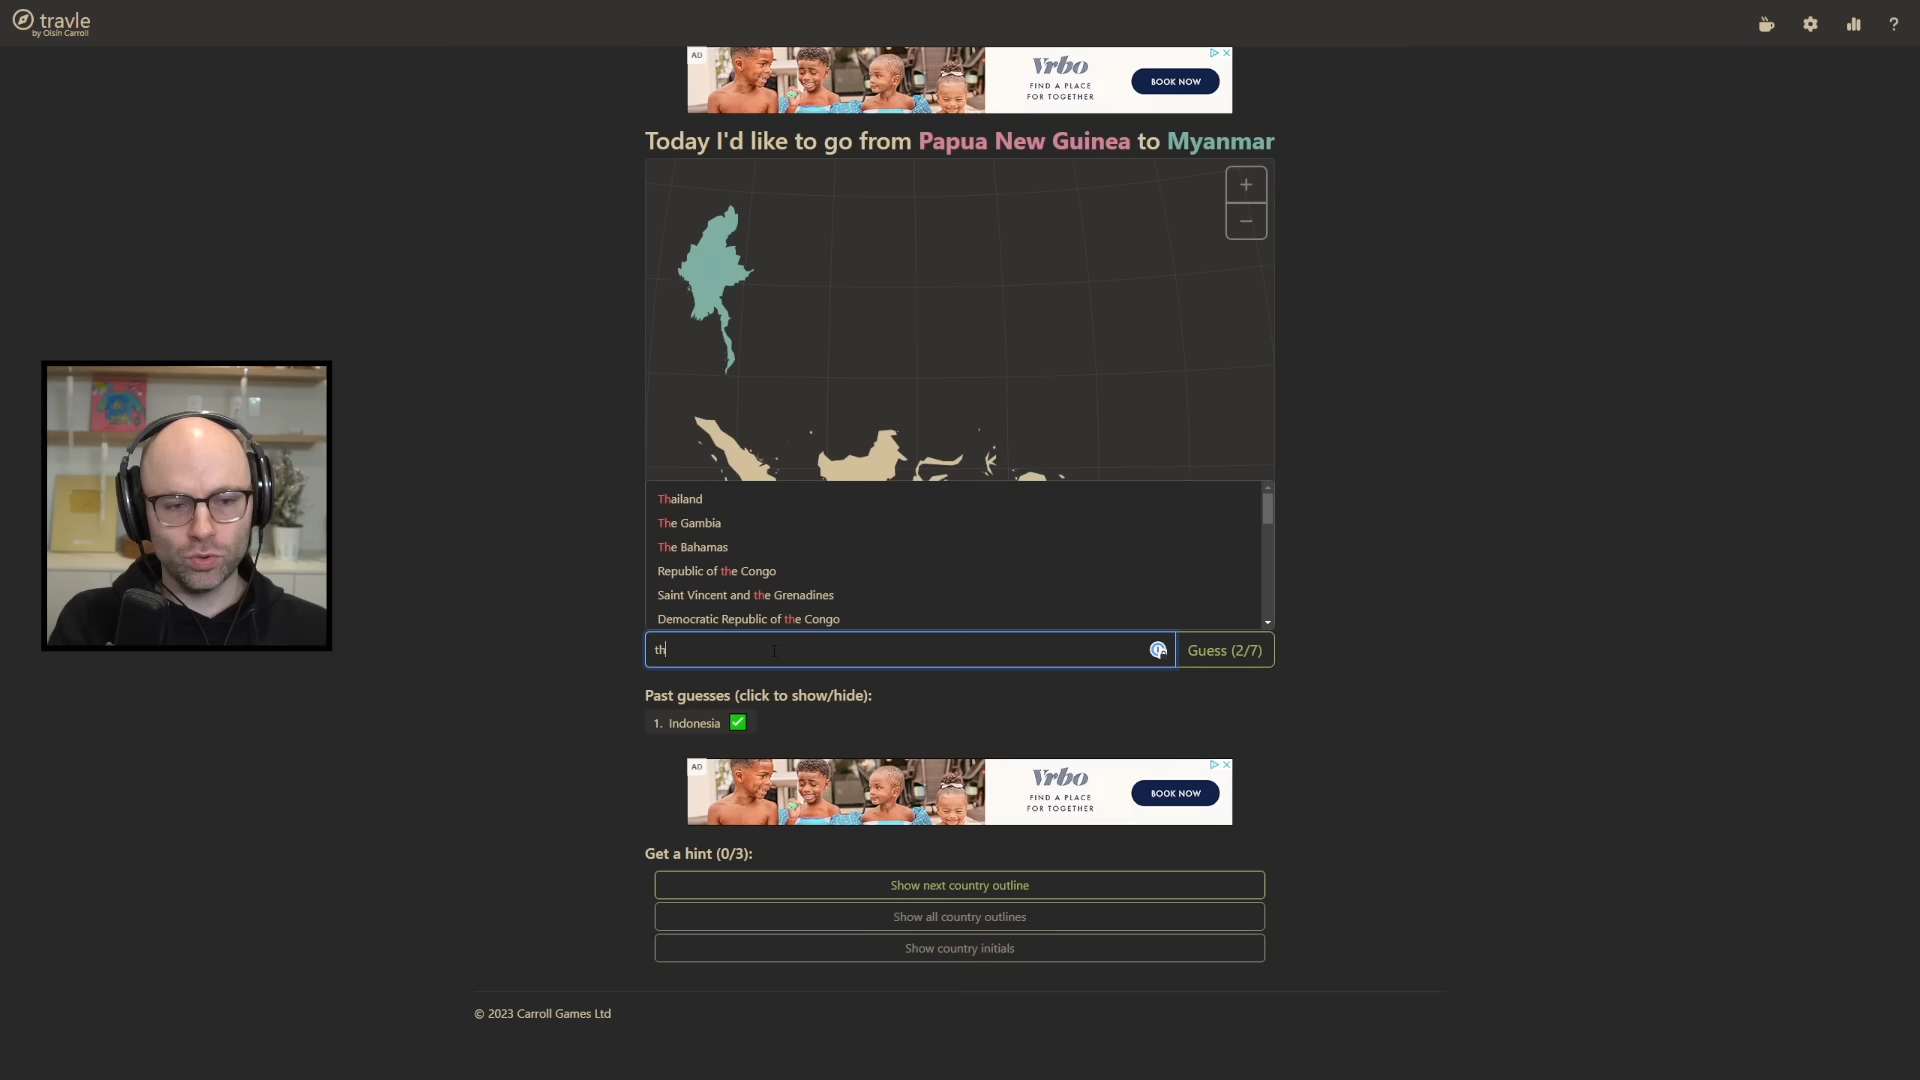 travle
by Oisín Carroll
AD
Vrbo
FIND A PLACE
FOR TOGETHER
BOOK NOW
Today I'd like to go from Papua New Guinea to Myanmar
+
−
Thailand
The Gambia
The Bahamas
Republic of the Congo
Saint Vincent and the Grenadines
Democratic Republic of the Congo
th
Guess (2/7)
Past guesses (click to show/hide):
1. Indonesia
AD
Vrbo
FIND A PLACE
FOR TOGETHER
BOOK NOW
Get a hint (0/3):
Show next country outline
Show all country outlines
Show country initials
© 2023 Carroll Games Ltd